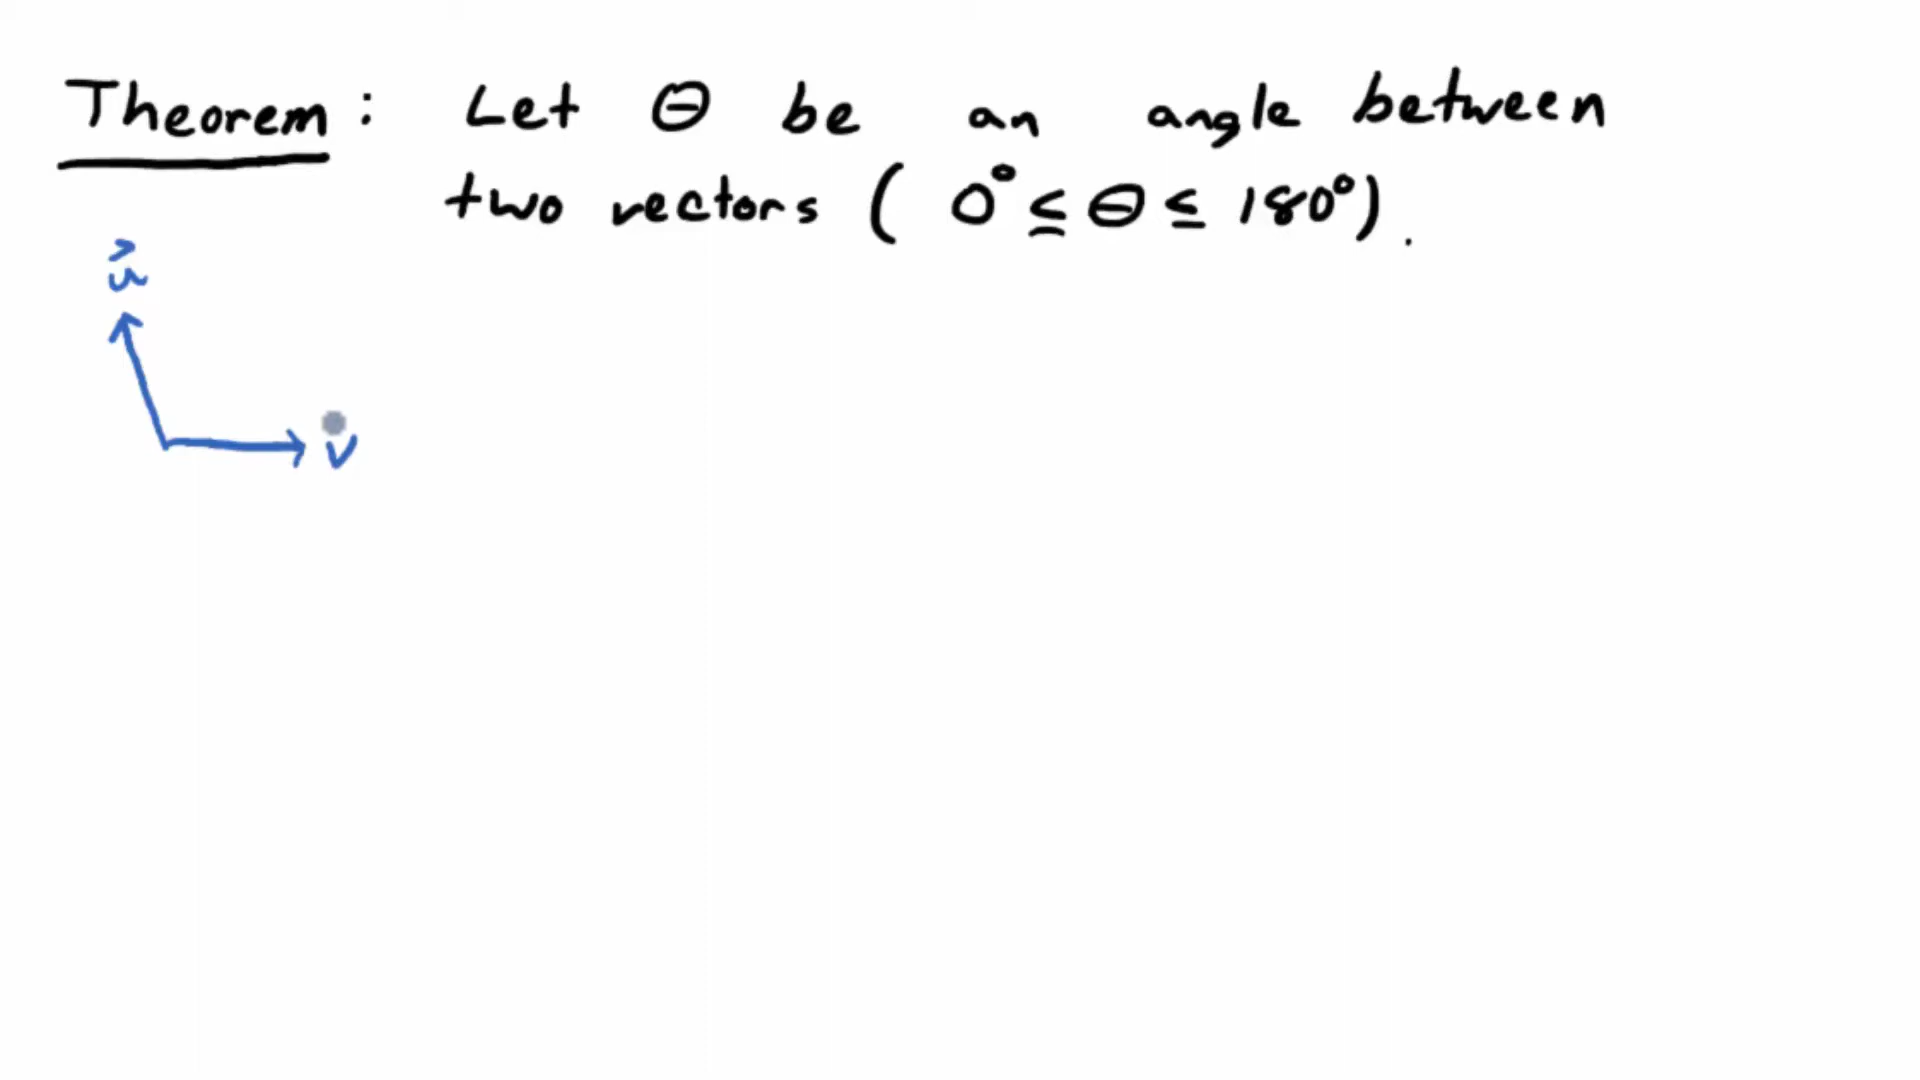 Theorem: Let θ be an angle between
two vectors ( 0° ≤ θ ≤ 180°).
u⃗
v